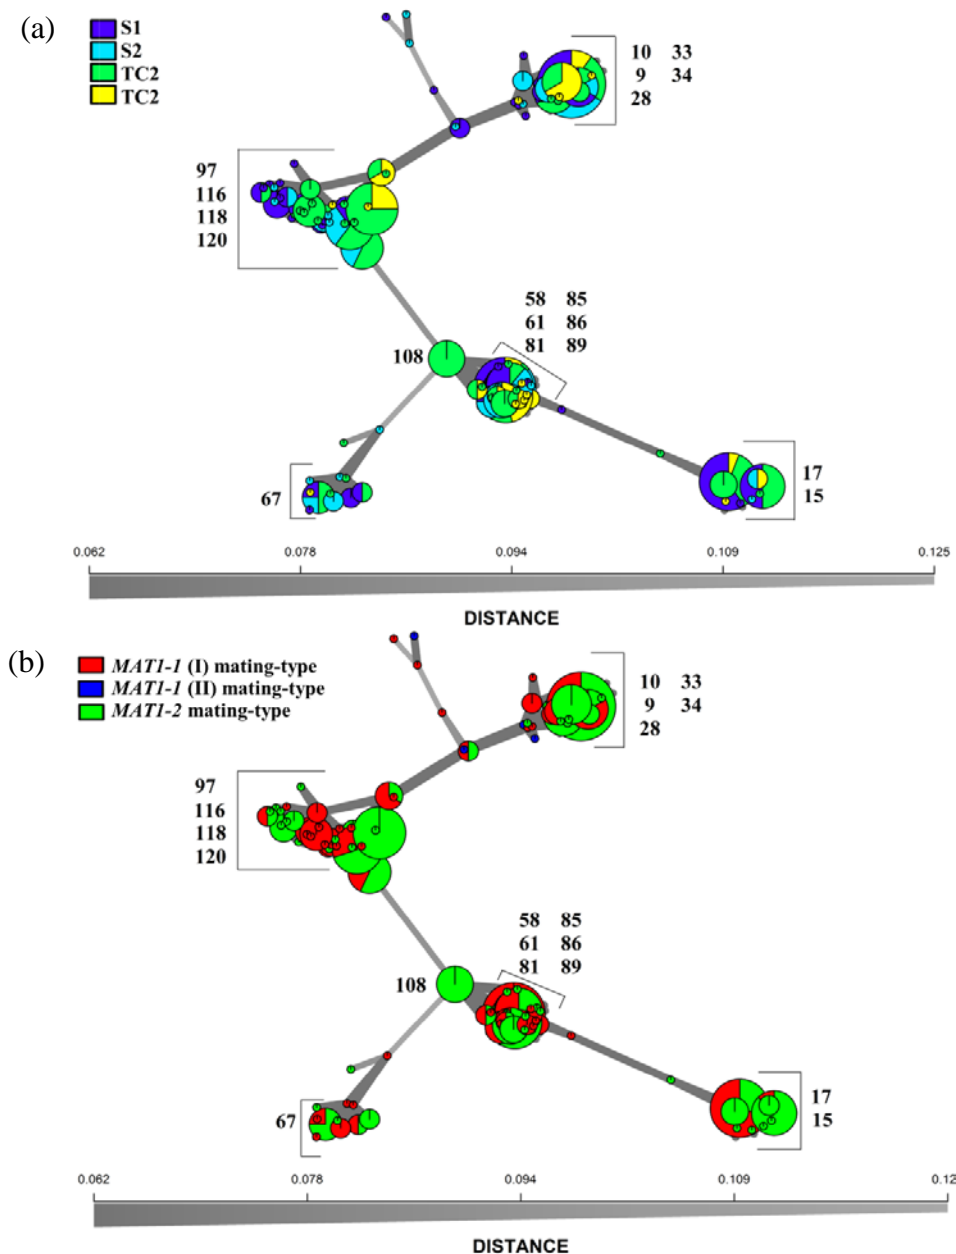 (a)
S1
S2
TC2
TC2
10 33
9 34
28
97
116
118
120
58 85
61 86
81 89
108
67
17
15
0.062 0.078 0.094 0.109 0.125
DISTANCE
(b)
MAT1-1 (I) mating-type
MAT1-1 (II) mating-type
MAT1-2 mating-type
10 33
9 34
28
97
116
118
120
58 85
61 86
81 89
108
67
17
15
0.062 0.078 0.094 0.109 0.12
DISTANCE